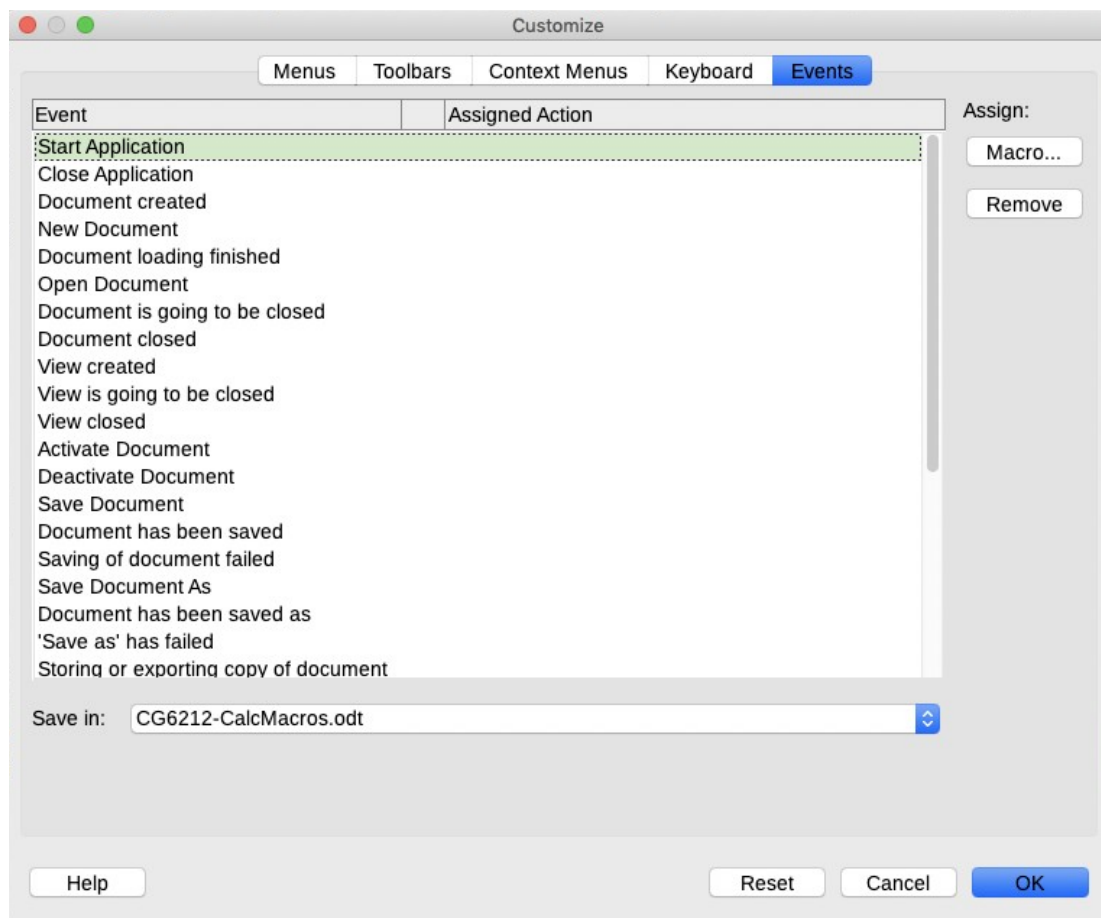 Customize
Menus Toolbars Context Menus Keyboard Events
Event Assigned Action
Assign:
Start Application
Macro...
Close Application
Document created
Remove
New Document
Document loading finished
Open Document
Document is going to be closed
Document closed
View created
View is going to be closed
View closed
Activate Document
Deactivate Document
Save Document
Document has been saved
Saving of document failed
Save Document As
Document has been saved as
'Save as' has failed
Storing or exporting copy of document
Save in: CG6212-CalcMacros.odt
Help Reset Cancel OK